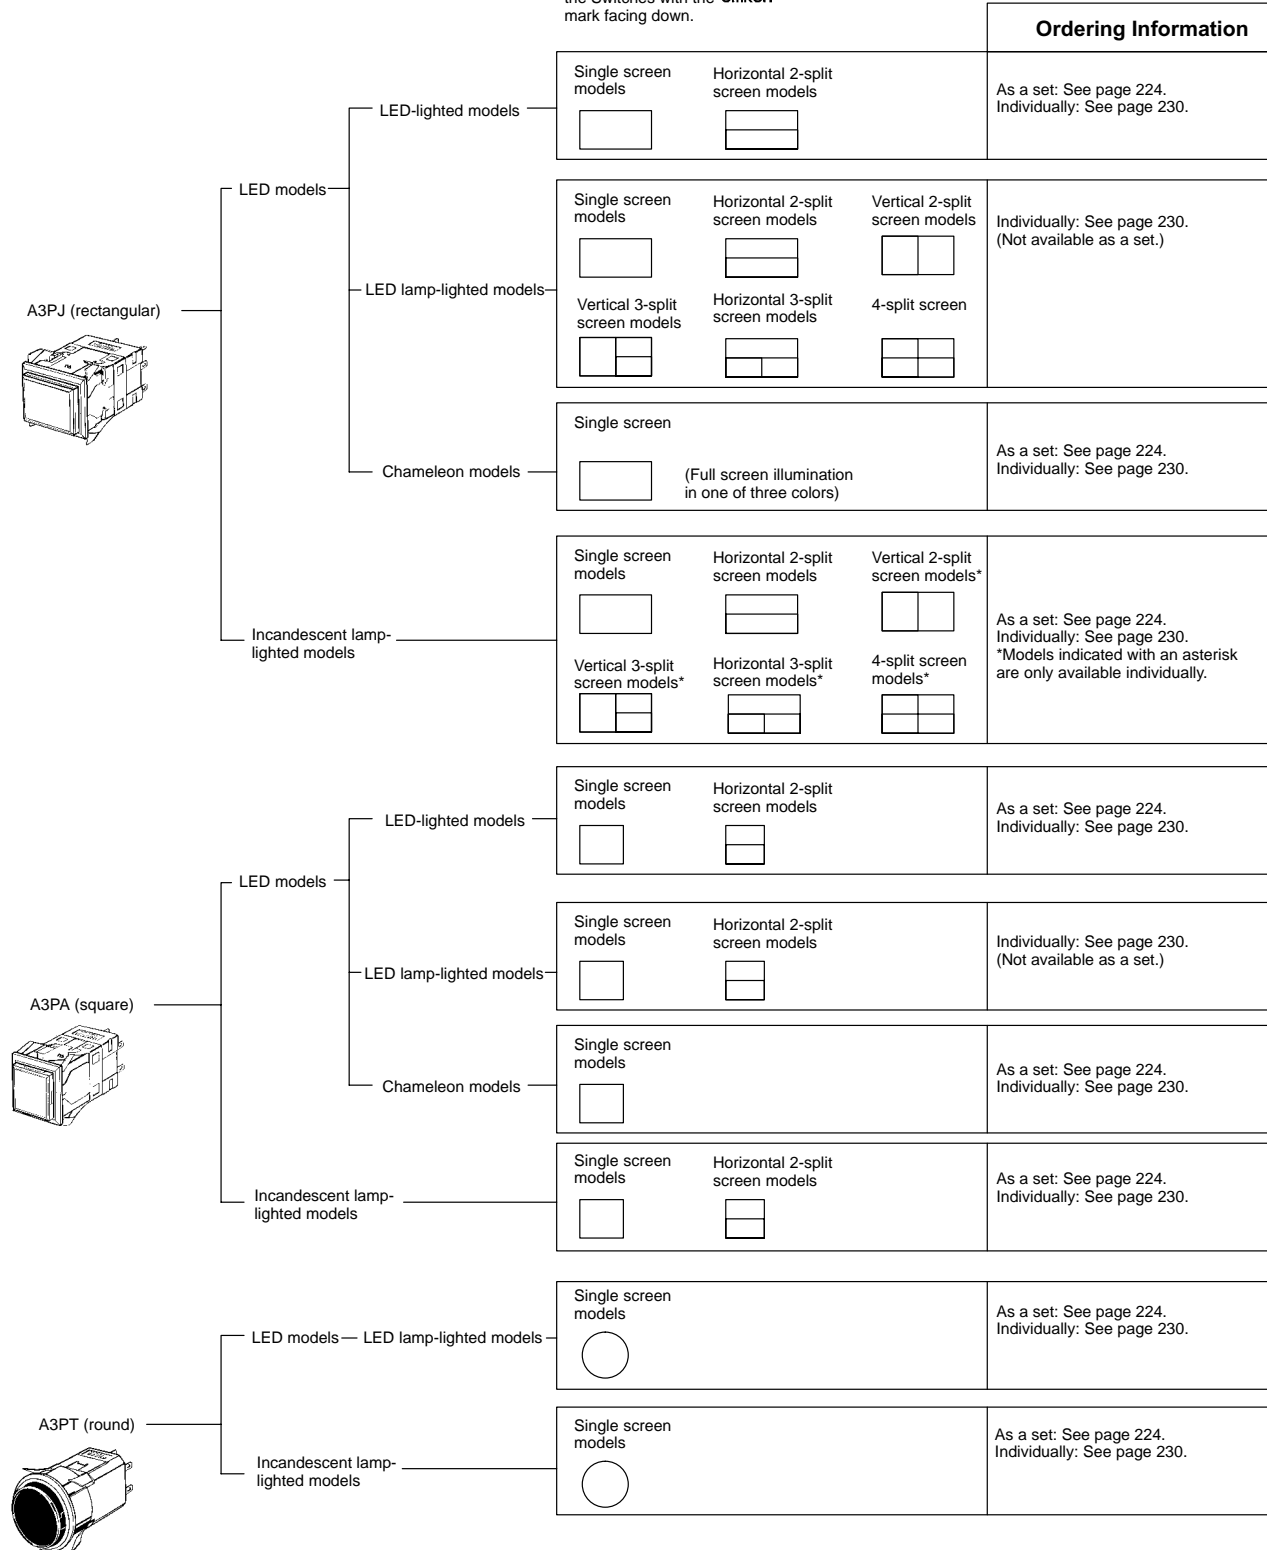 mark facing down.
Ordering Information
Single screen
models
Horizontal 2-split
screen models
LED-lighted models
As a set: See page 224.
Individually: See page 230.
LED models
Single screen
models
Horizontal 2-split
screen models
Vertical 2-split
screen models
Individually: See page 230.
(Not available as a set.)
LED lamp-lighted models
Vertical 3-split
screen models
Horizontal 3-split
screen models
4-split screen
A3PJ (rectangular)
Single screen
Chameleon models
(Full screen illumination
in one of three colors)
As a set: See page 224.
Individually: See page 230.
Single screen
models
Horizontal 2-split
screen models
Vertical 2-split
screen models*
Incandescent lamp-
lighted models
Vertical 3-split
screen models*
Horizontal 3-split
screen models*
4-split screen
models*
As a set: See page 224.
Individually: See page 230.
*Models indicated with an asterisk
are only available individually.
Single screen
models
Horizontal 2-split
screen models
LED-lighted models
As a set: See page 224.
Individually: See page 230.
LED models
Single screen
models
Horizontal 2-split
screen models
LED lamp-lighted models
Individually: See page 230.
(Not available as a set.)
A3PA (square)
Single screen
models
Chameleon models
As a set: See page 224.
Individually: See page 230.
Single screen
models
Horizontal 2-split
screen models
Incandescent lamp-
lighted models
As a set: See page 224.
Individually: See page 230.
Single screen
models
LED models
LED lamp-lighted models
As a set: See page 224.
Individually: See page 230.
A3PT (round)
Single screen
models
Incandescent lamp-
lighted models
As a set: See page 224.
Individually: See page 230.